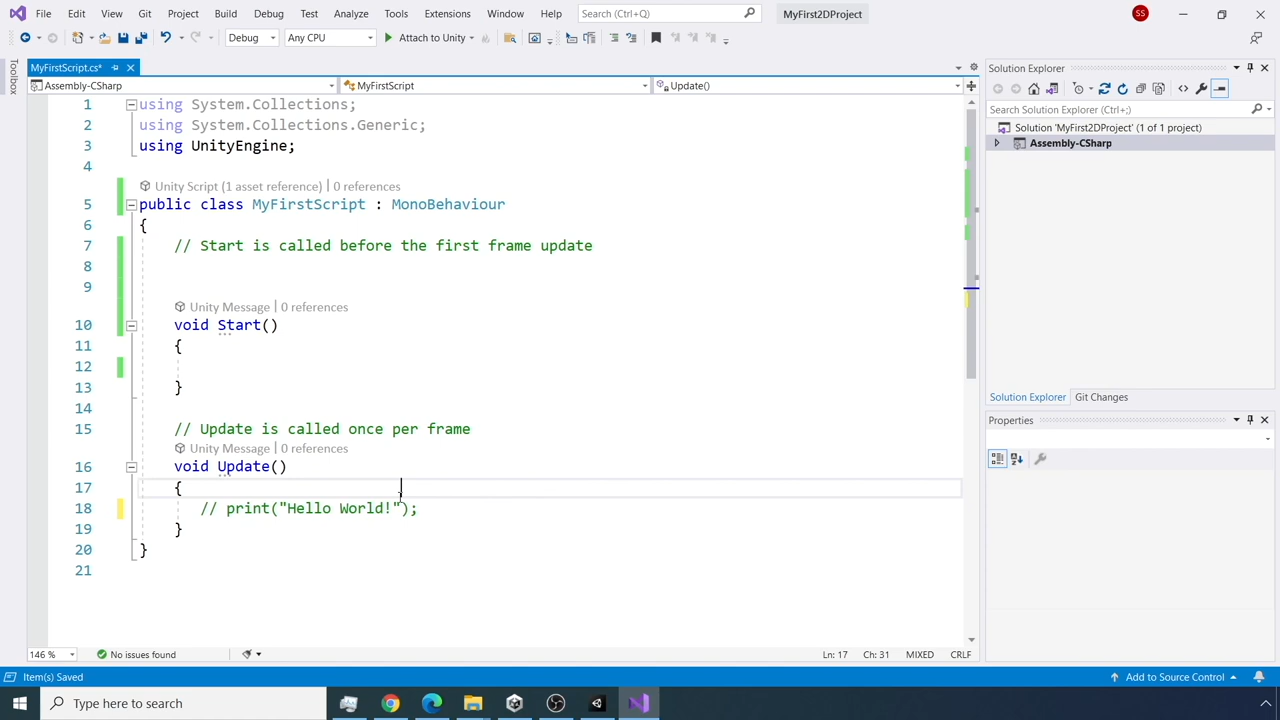 File Edit View Git Project Build Debug Test Analyze Tools Extensions Window Help Search (Ctrl+Q) MyFirst2DProject SS
Debug Any CPU Attach to Unity
Toolbox
MyFirstScript.cs*
Assembly-CSharp MyFirstScript Update()
1 using System.Collections;
2 using System.Collections.Generic;
3 using UnityEngine;
4
Unity Script (1 asset reference) | 0 references
5 public class MyFirstScript : MonoBehaviour
6 {
7 // Start is called before the first frame update
8
9
Unity Message | 0 references
10 void Start()
11 {
12
13 }
14
15 // Update is called once per frame
Unity Message | 0 references
16 void Update()
17 {
18 // print("Hello World!");
19 }
20 }
21
146 % No issues found Ln: 17 Ch: 31 MIXED CRLF
Solution Explorer
Search Solution Explorer (Ctrl+;)
Solution 'MyFirst2DProject' (1 of 1 project)
Assembly-CSharp
Solution Explorer Git Changes
Properties
Item(s) Saved Add to Source Control
Type here to search